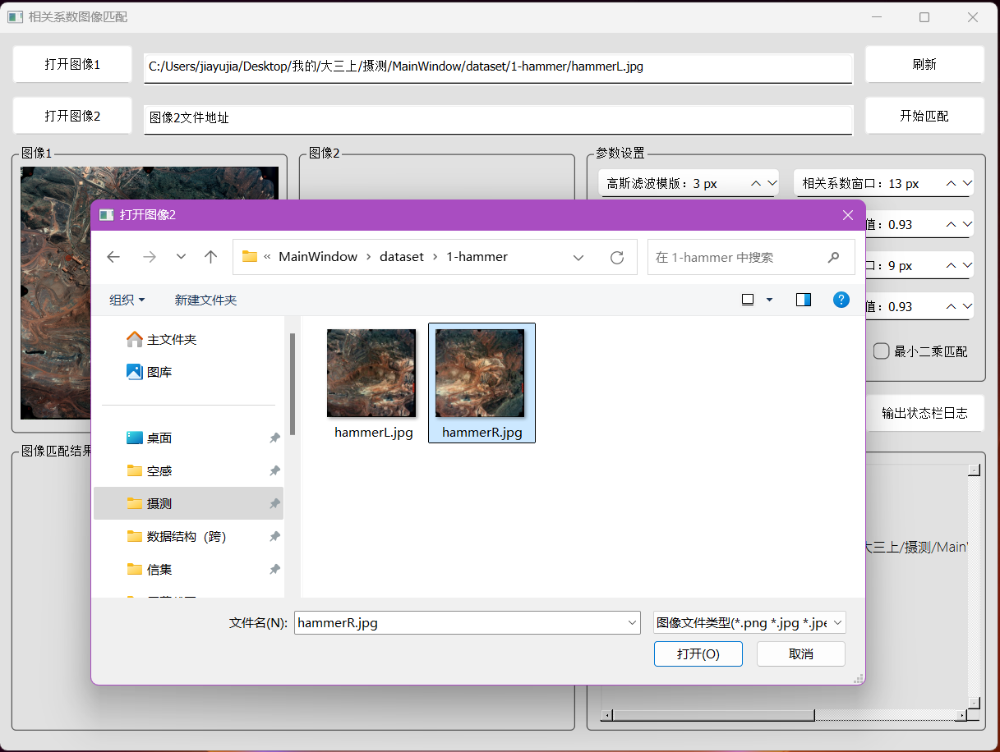 相关系数图像匹配
打开图像1
C:/Users/jiayujia/Desktop/我的/大三上/摄测/MainWindow/dataset/1-hammer/hammerL.jpg
刷新
打开图像2
图像2文件地址
开始匹配
图像1
图像2
参数设置
高斯滤波模版：3 px
相关系数窗口：13 px
值：0.93
口：9 px
值：0.93
最小二乘匹配
输出状态栏日志
图像匹配结果
大三上/摄测/Main
打开图像2
« MainWindow › dataset › 1-hammer
在 1-hammer 中搜索
组织
新建文件夹
?
主文件夹
图库
桌面
空感
摄测
数据结构（跨）
信集
hammerL.jpg
hammerR.jpg
文件名(N):
hammerR.jpg
图像文件类型(*.png *.jpg *.jpe
打开(O)
取消